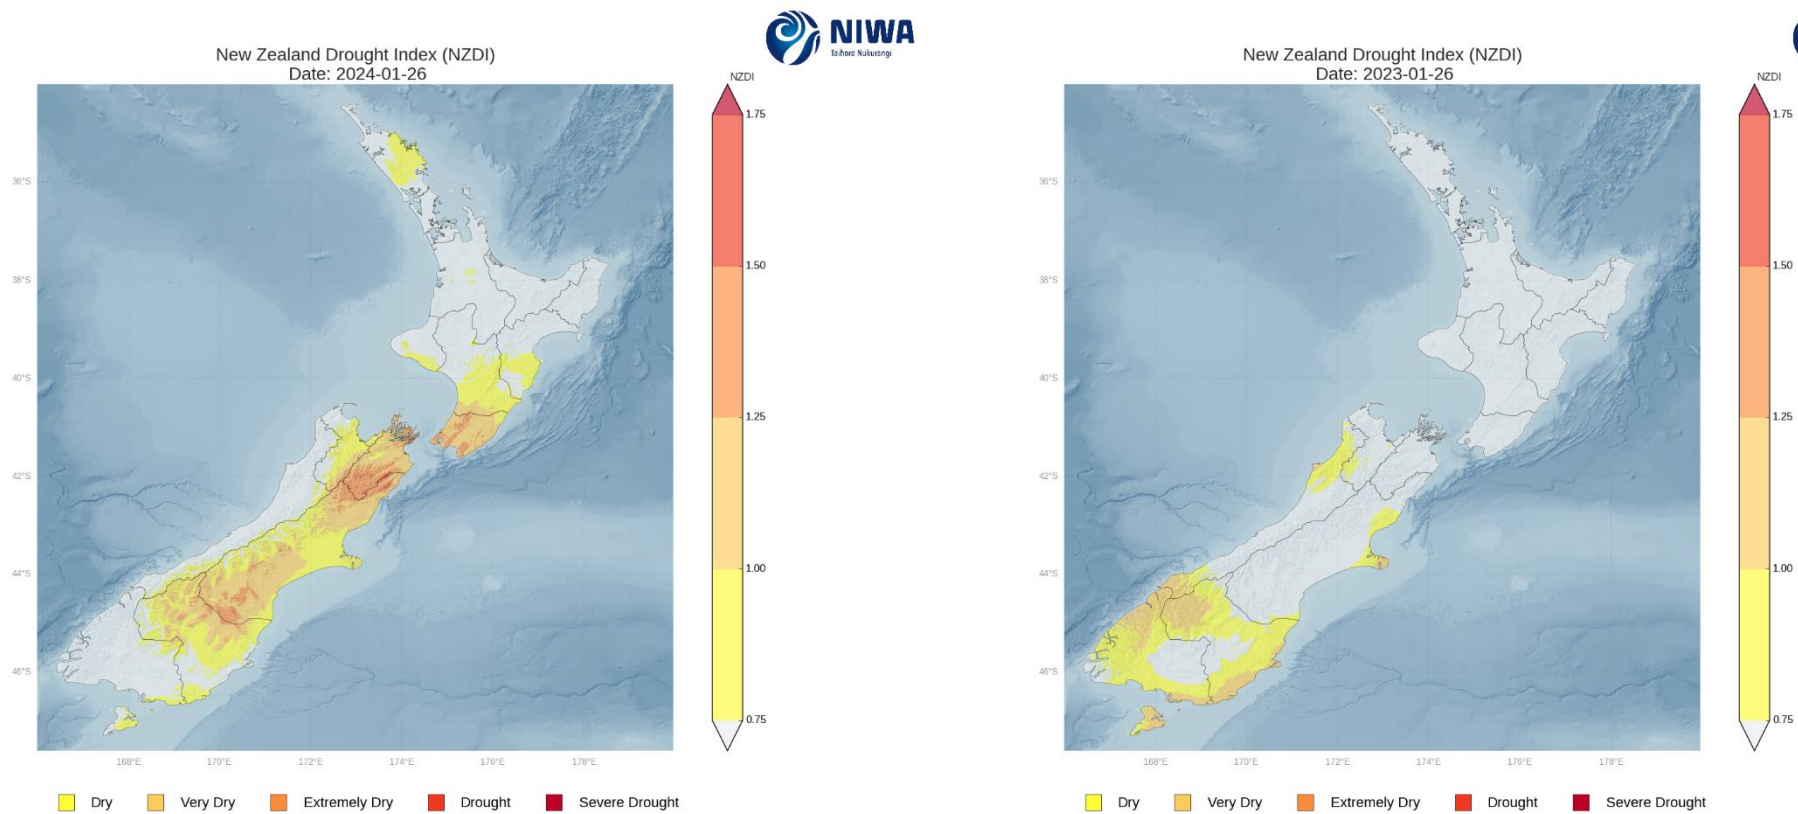 NIWA
Taihoro Nukurangi
New Zealand Drought Index (NZDI)
Date: 2024-01-26
NZDI
1.75
1.50
1.25
1.00
0.75
36°S
38°S
40°S
42°S
44°S
46°S
168°E
170°E
172°E
174°E
176°E
178°E
Dry
Very Dry
Extremely Dry
Drought
Severe Drought
New Zealand Drought Index (NZDI)
Date: 2023-01-26
NZDI
1.75
1.50
1.25
1.00
0.75
36°S
38°S
40°S
42°S
44°S
46°S
168°E
170°E
172°E
174°E
176°E
178°E
Dry
Very Dry
Extremely Dry
Drought
Severe Drought